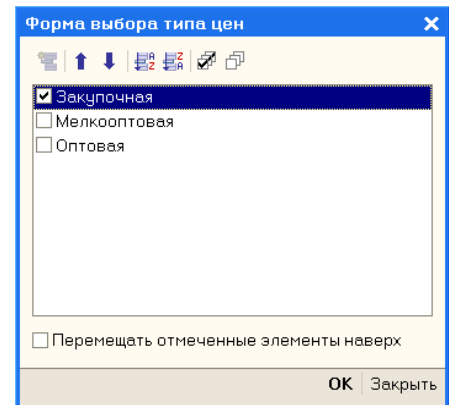 Форма выбора типа цен
Закупочная
Мелкооптовая
Оптовая
Перемещать отмеченные элементы наверх
OK Закрыть